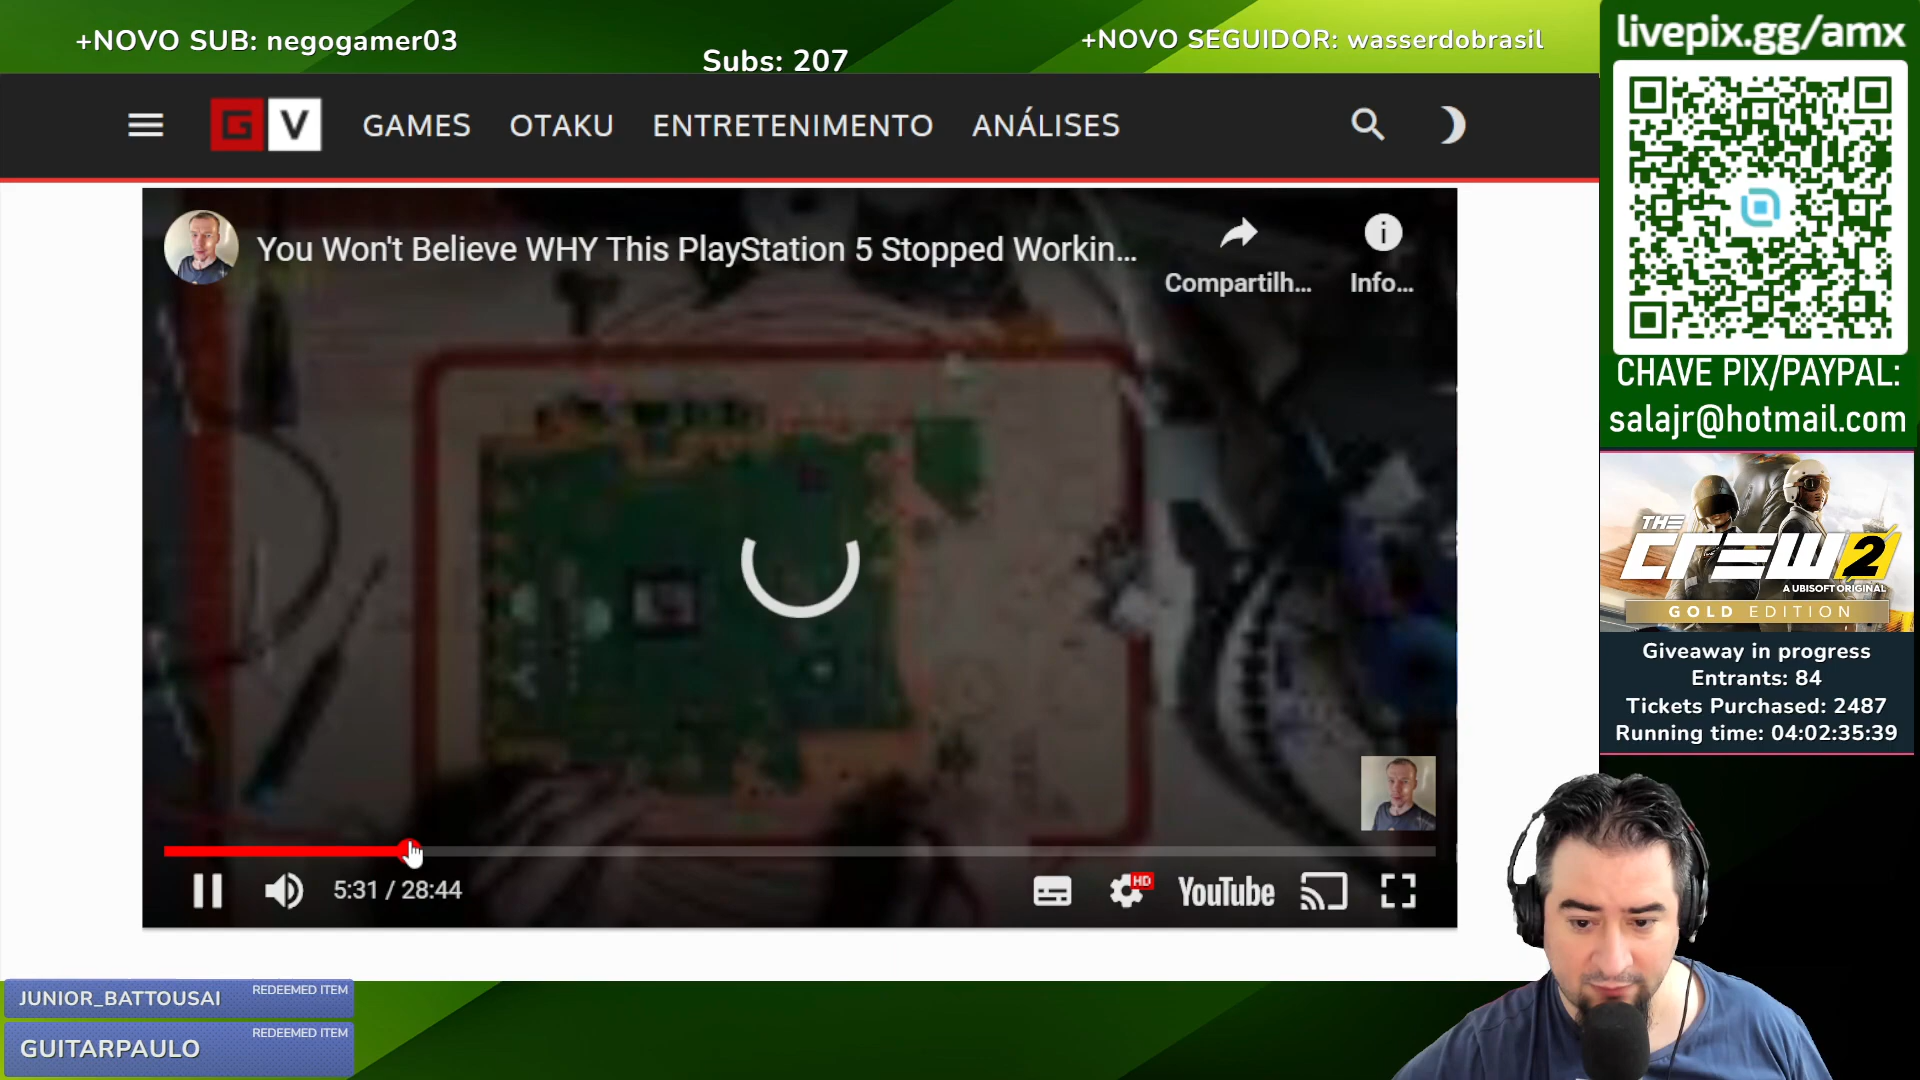 +NOVO SUB: negogamer03
Subs: 207
+NOVO SEGUIDOR: wasserdobrasil
livepix.gg/amx
G V
GAMES
OTAKU
ENTRETENIMENTO
ANÁLISES
You Won't Believe WHY This PlayStation 5 Stopped Workin...
Compartilh...
Info...
CHAVE PIX/PAYPAL:
salajr@hotmail.com
THE
CREW 2
A UBISOFT ORIGINAL
GOLD EDITION
Giveaway in progress
Entrants: 84
Tickets Purchased: 2487
Running time: 04:02:35:39
5:31 / 28:44
HD
YouTube
JUNIOR_BATTOUSAI
REDEEMED ITEM
GUITARPAULO
REDEEMED ITEM